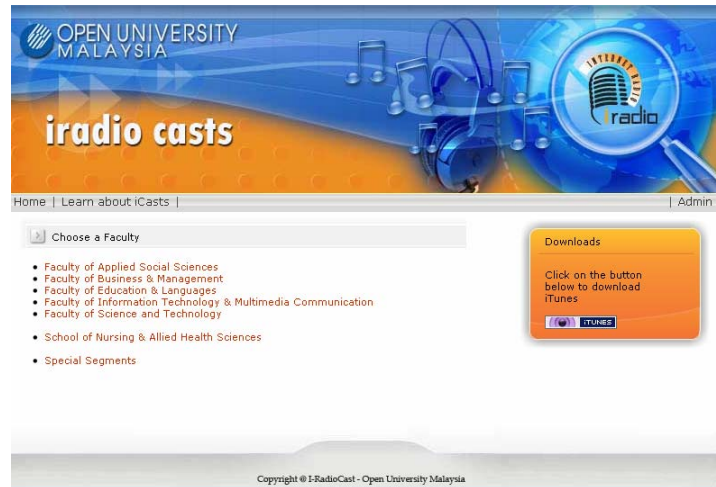 OPEN UNIVERSITY
MALAYSIA
INTERNET RADIO
iradio
iradio casts
Home | Learn about iCasts |
| Admin
Choose a Faculty
• Faculty of Applied Social Sciences
• Faculty of Business & Management
• Faculty of Education & Languages
• Faculty of Information Technology & Multimedia Communication
• Faculty of Science and Technology
• School of Nursing & Allied Health Sciences
• Special Segments
Downloads
Click on the button
below to download
iTunes
iTUNES
Copyright @ I-RadioCast - Open University Malaysia